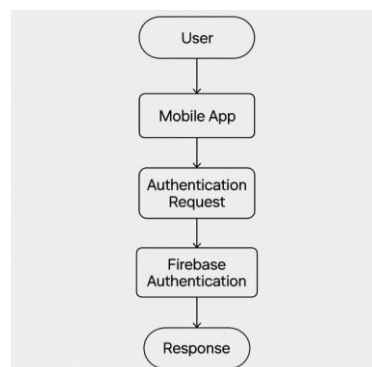 User
Mobile App
Authentication
Request
Firebase
Authentication
Response